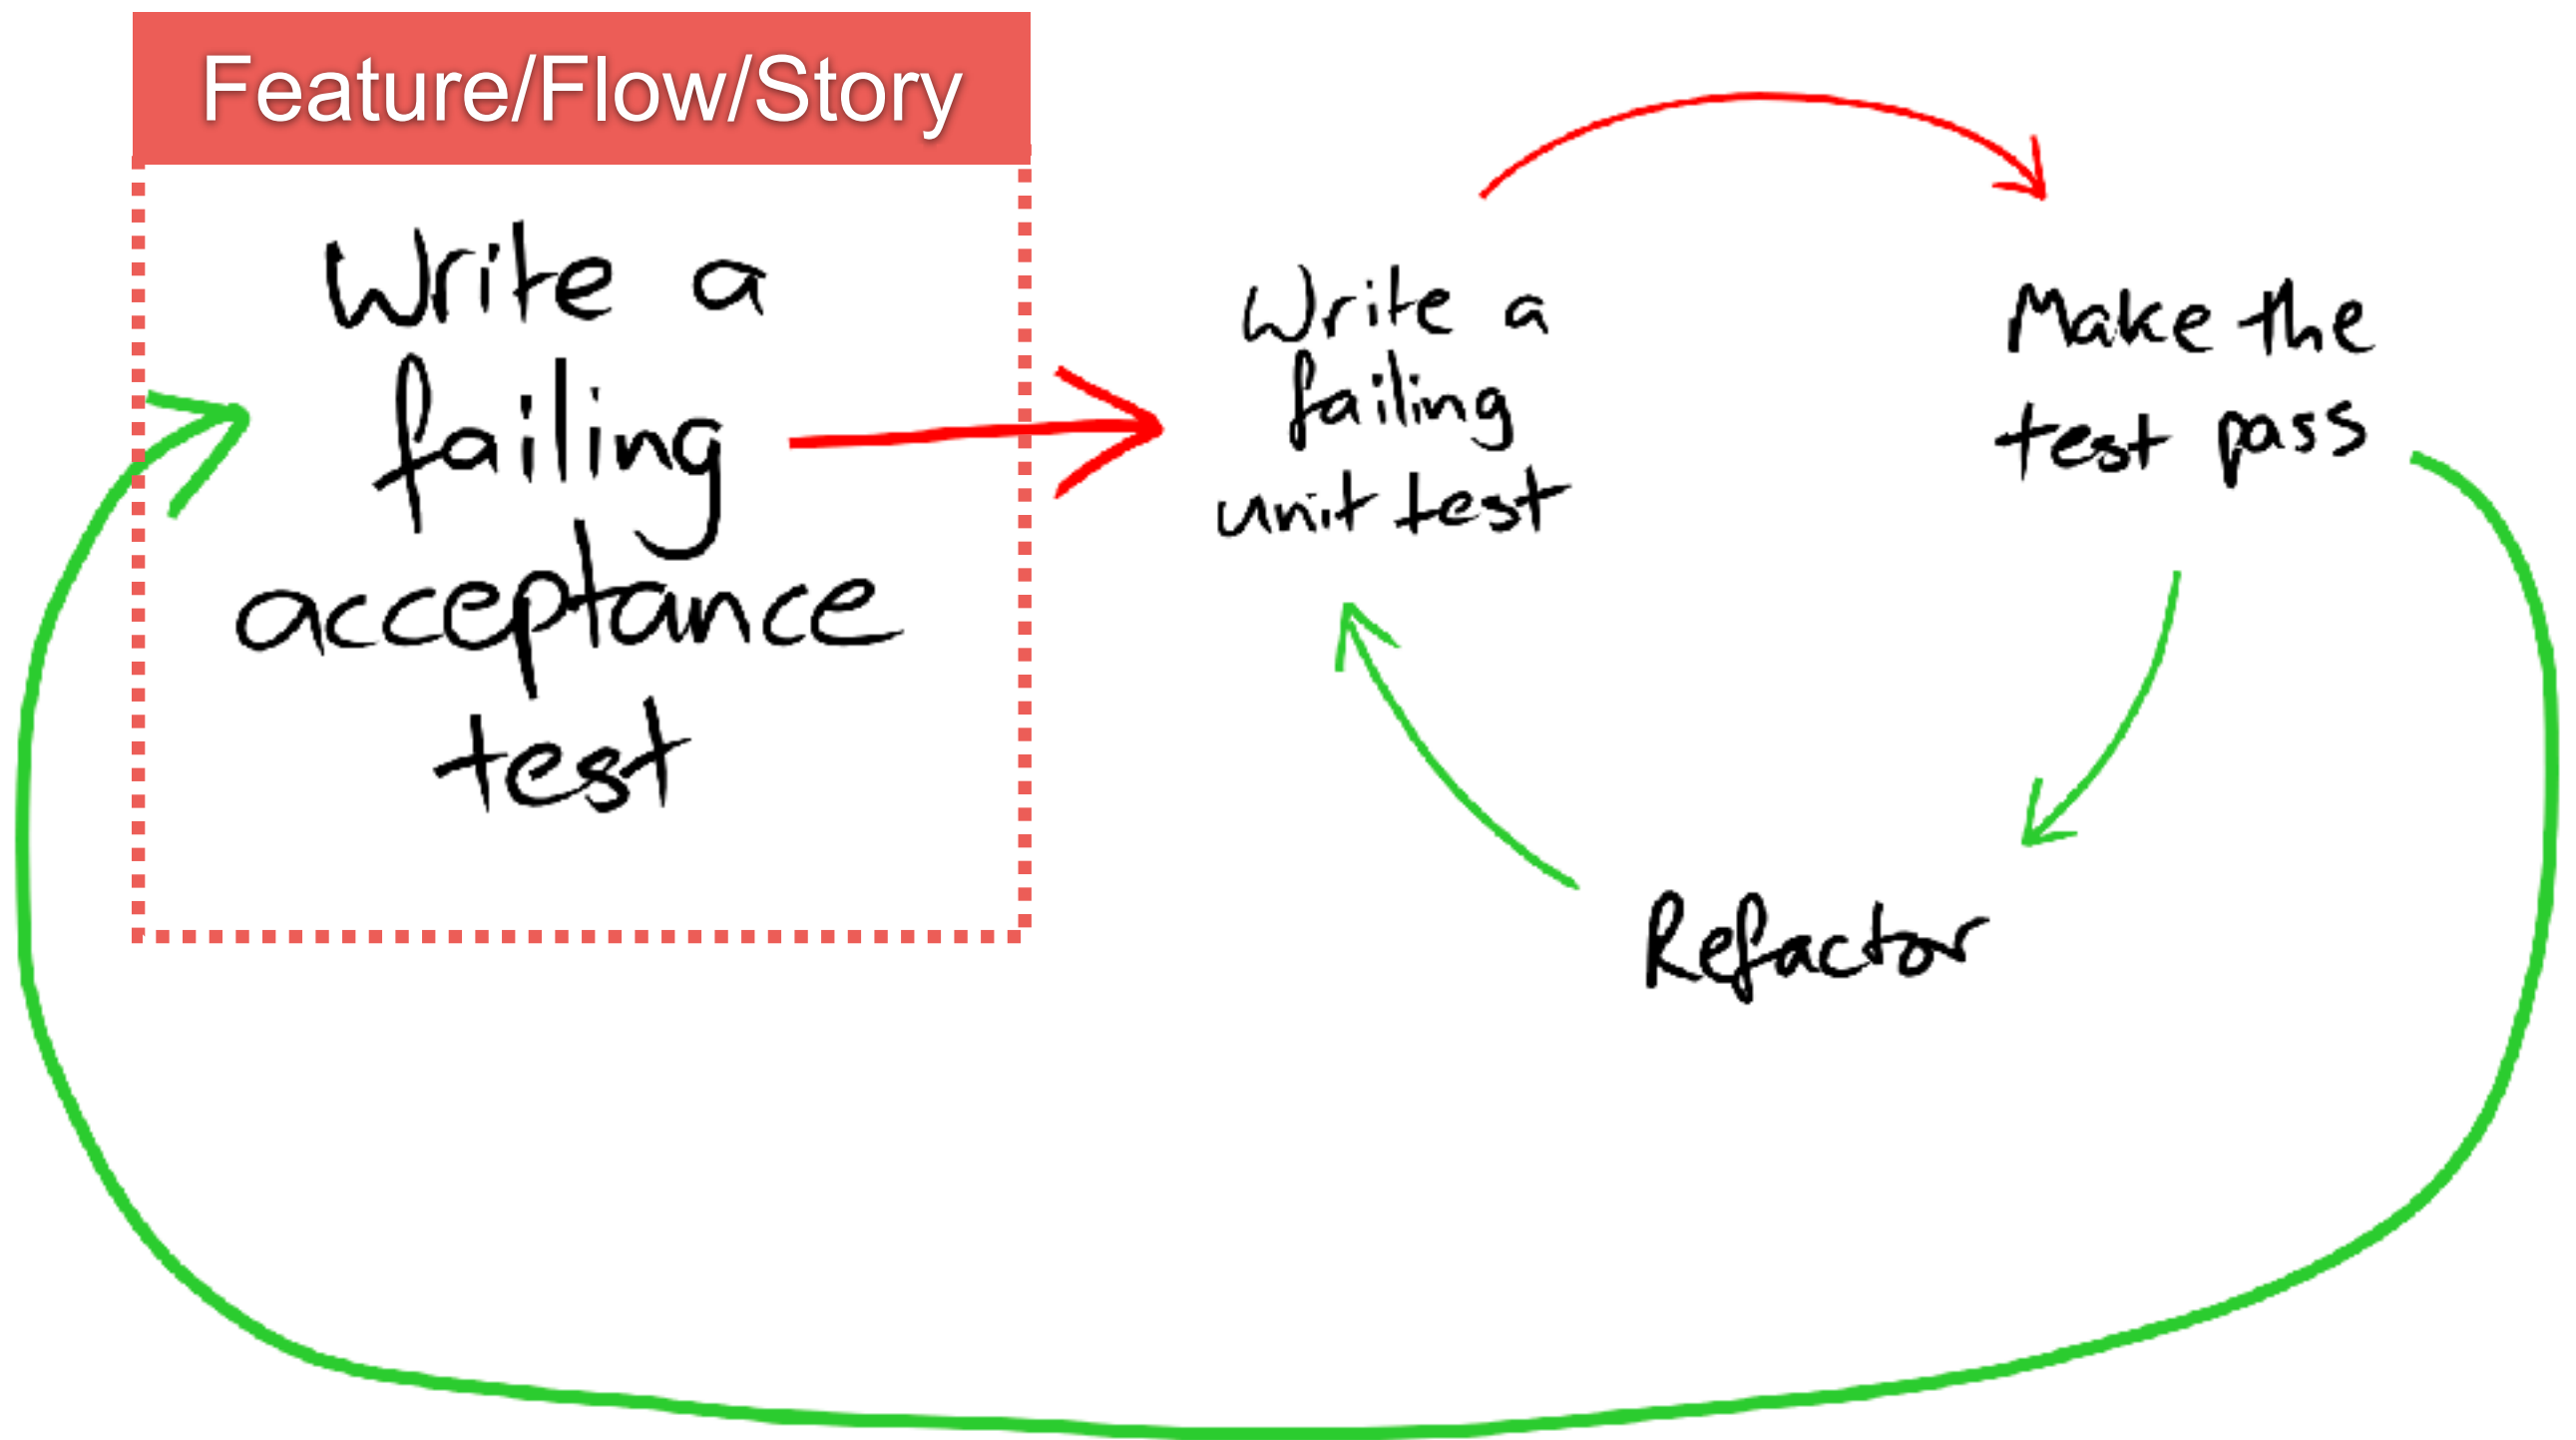 Feature/Flow/Story
Write a
failing
acceptance
test
Write a
failing
unit test
Make the
test pass
Refactor